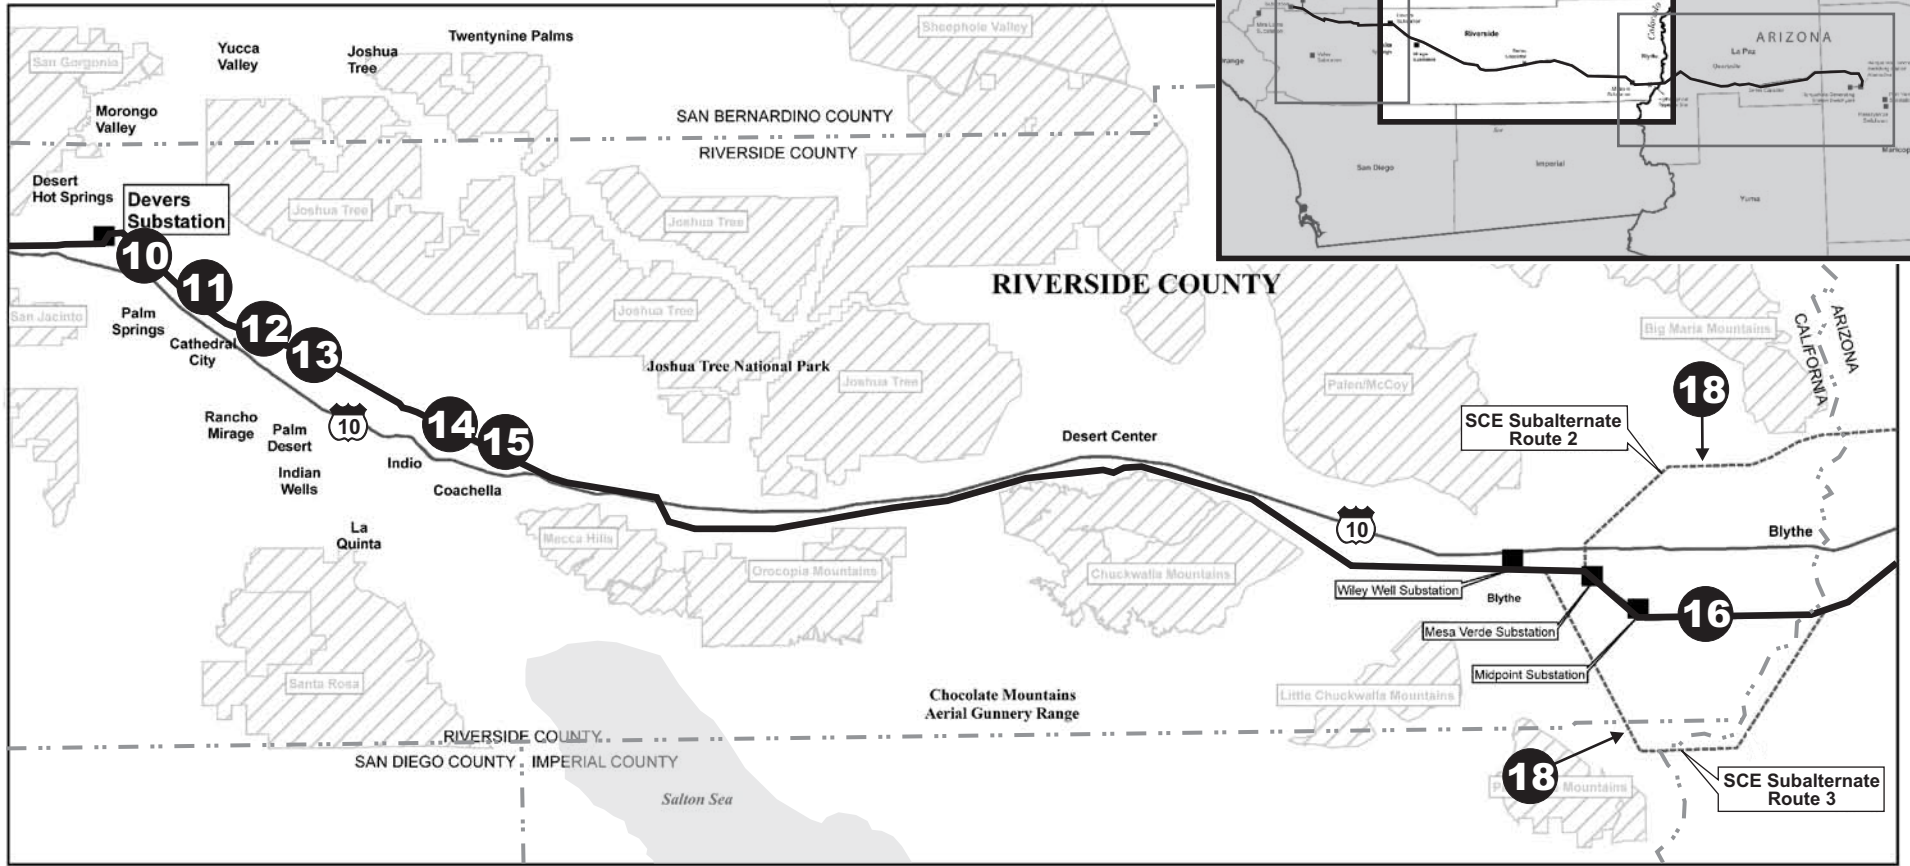 Sheephole Valley
San Gorgonio
Yucca
Valley
Joshua
Tree
Twentynine Palms
Morongo
Valley
SAN BERNARDINO COUNTY
RIVERSIDE COUNTY
Desert
Hot Springs
Devers
Substation
Joshua Tree
Joshua Tree
Joshua Tree
Joshua Tree
Joshua Tree National Park
RIVERSIDE COUNTY
San Jacinto
Palm
Springs
Cathedral
City
Rancho
Mirage
Palm
Desert
Indian
Wells
La
Quinta
Indio
Coachella
10
11
12
13
14
15
10
Desert Center
Palen/McCoy
Big Maria Mountains
ARIZONA
CALIFORNIA
SCE Subalternate
Route 2
18
10
Blythe
Wiley Well Substation
Blythe
Mesa Verde Substation
Midpoint Substation
16
Mecca Hills
Orocopia Mountains
Chuckwalla Mountains
Little Chuckwalla Mountains
Santa Rosa
Chocolate Mountains
Aerial Gunnery Range
RIVERSIDE COUNTY
SAN DIEGO COUNTY
IMPERIAL COUNTY
Salton Sea
18
Mountains
SCE Subalternate
Route 3
Riverside
Colorado
Blythe
ARIZONA
La Paz
San Diego
Imperial
Yuma